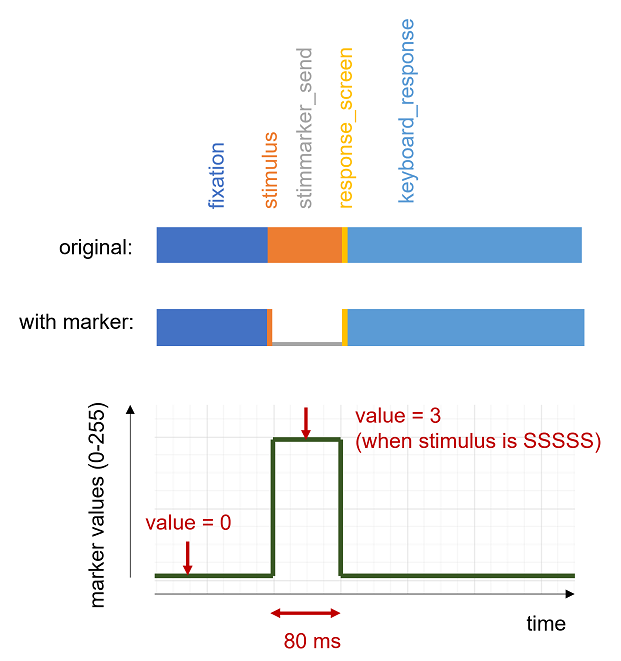 fixation
stimulus
stimmarker_send
response_screen
keyboard_response
original:
with marker:
marker values (0-255)
value = 0
value = 3
(when stimulus is SSSSS)
80 ms
time